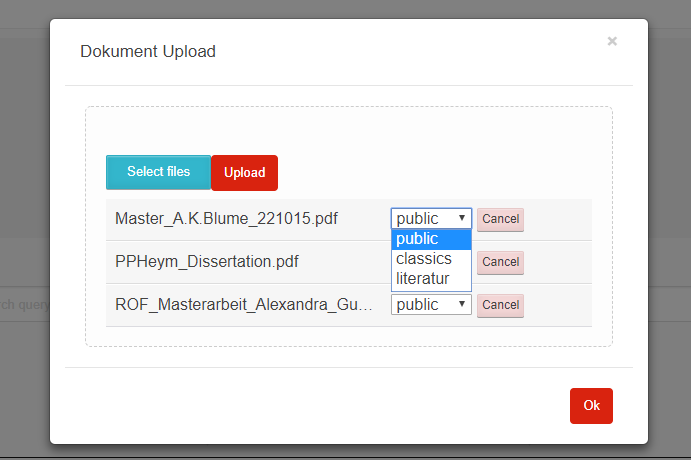 Dokument Upload ×
Select files Upload
Master_A.K.Blume_221015.pdf public Cancel
public
classics
PPHeym_Dissertation.pdf Cancel
literatur
ROF_Masterarbeit_Alexandra_Gu... public Cancel
rch query
Ok